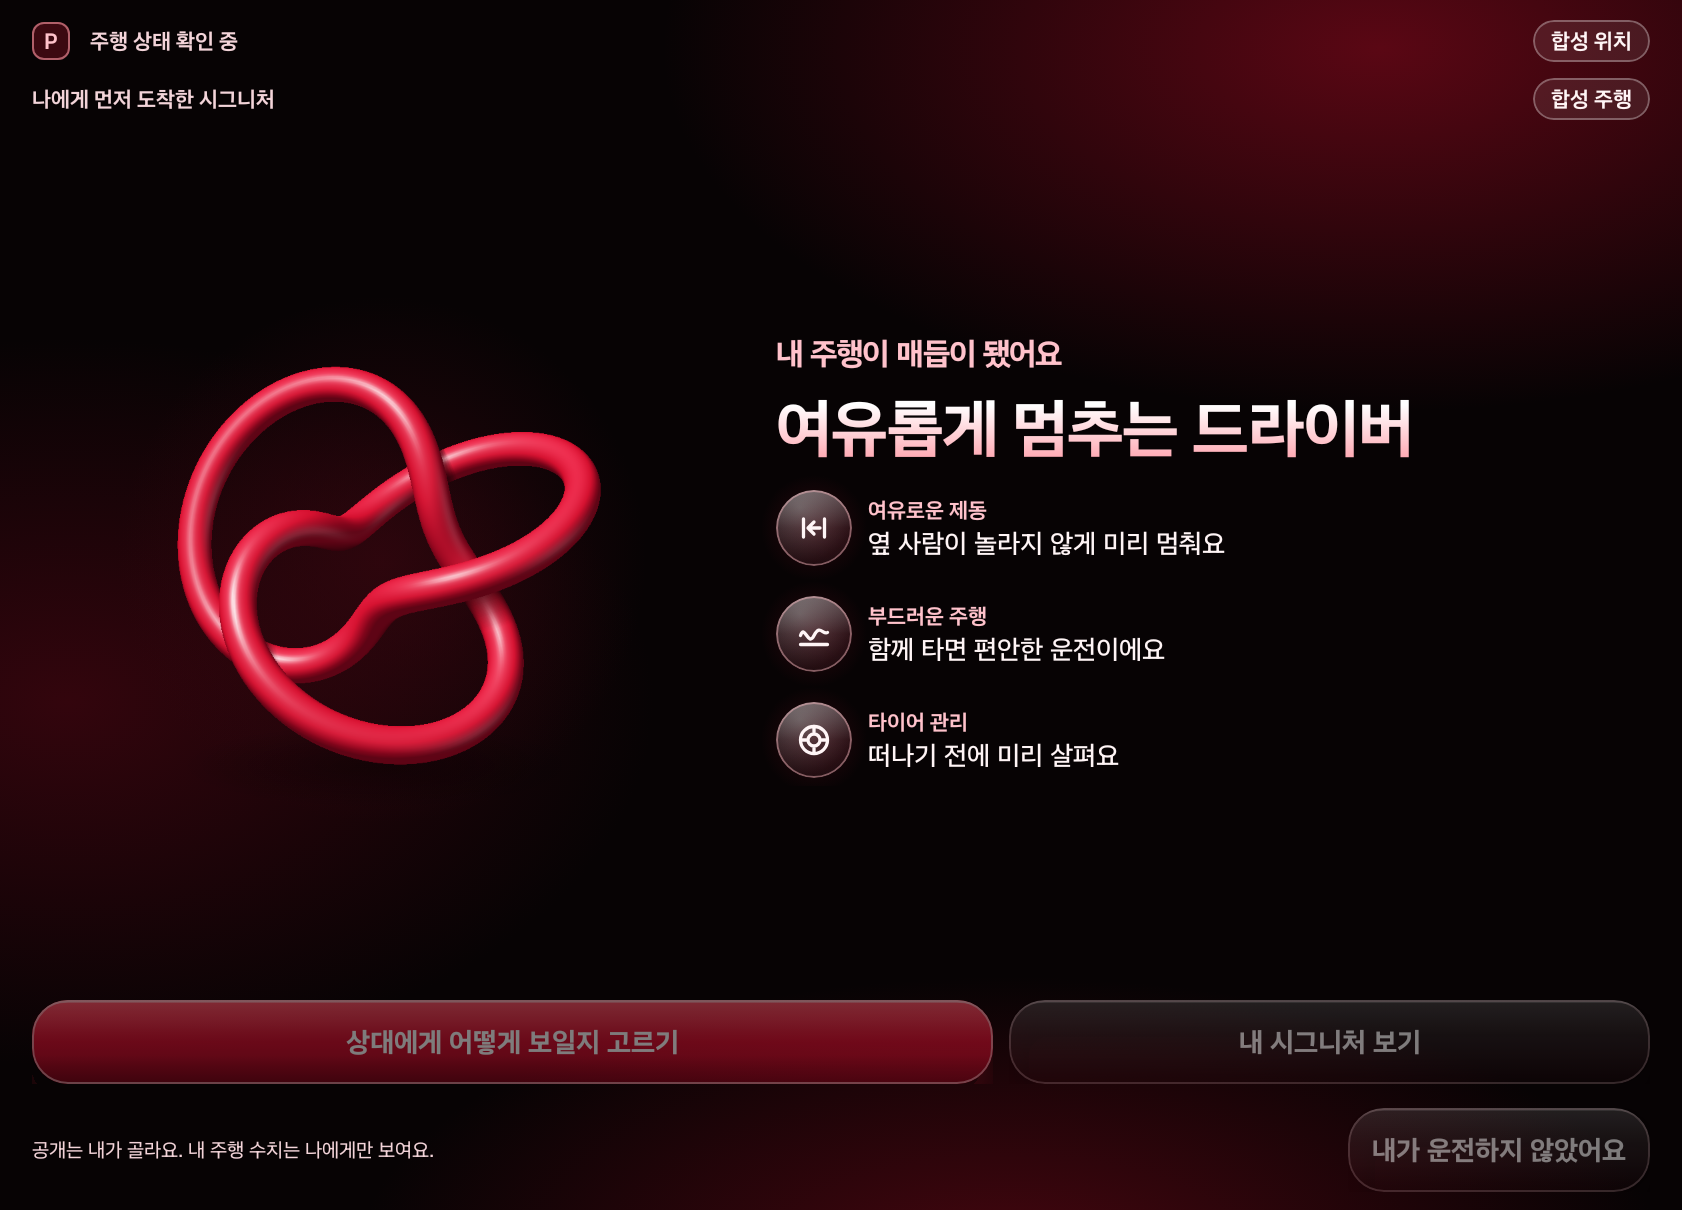 P 주행 상태 확인 중
합성 위치
나에게 먼저 도착한 시그니처
합성 주행
내 주행이 매듭이 됐어요
여유롭게 멈추는 드라이버
여유로운 제동
옆 사람이 놀라지 않게 미리 멈춰요
부드러운 주행
함께 타면 편안한 운전이에요
타이어 관리
떠나기 전에 미리 살펴요
상대에게 어떻게 보일지 고르기
내 시그니처 보기
공개는 내가 골라요. 내 주행 수치는 나에게만 보여요.
내가 운전하지 않았어요